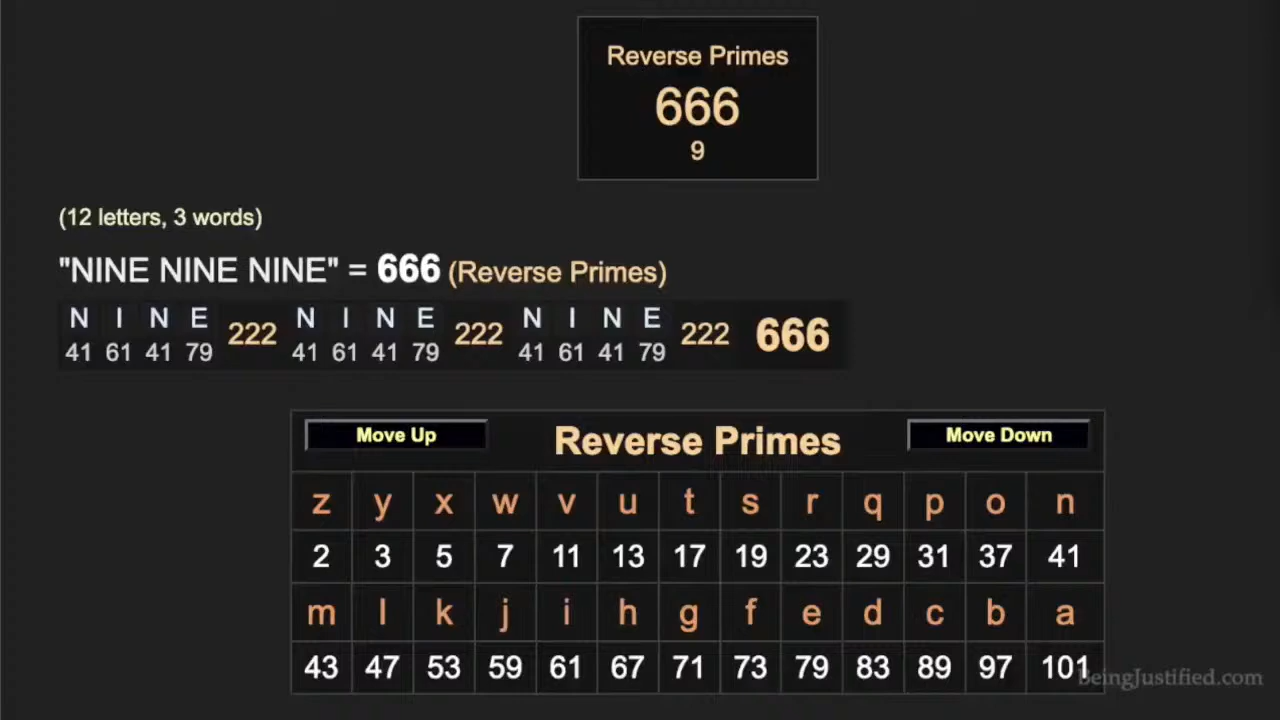 Reverse Primes
666
9
(12 letters, 3 words)
"NINE NINE NINE" = 666 (Reverse Primes)
N I N E 222 N I N E 222 N I N E 222 666
41 61 41 79 41 61 41 79 41 61 41 79
Move Up Reverse Primes Move Down
z y x w v u t s r q p o n
2 3 5 7 11 13 17 19 23 29 31 37 41
m l k j i h g f e d c b a
43 47 53 59 61 67 71 73 79 83 89 97 101
BeingJustified.com